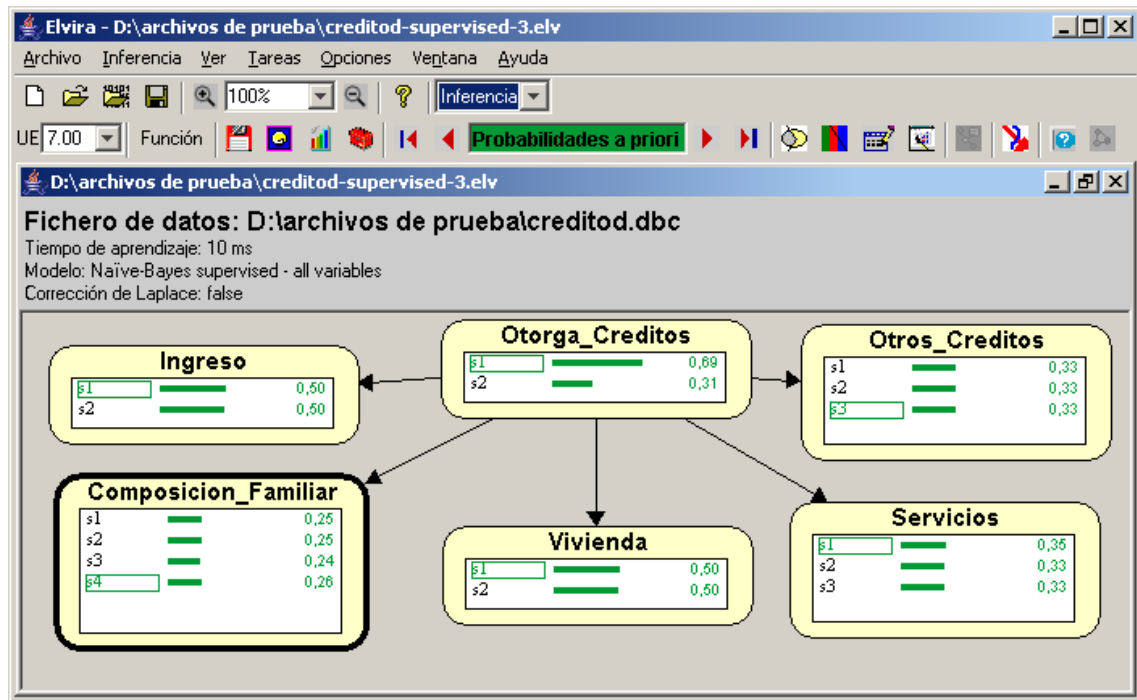 Elvira - D:\archivos de prueba\creditod-supervised-3.elv
Archivo Inferencia Ver Tareas Opciones Ventana Ayuda
100% Inferencia
UE 7.00 Función Probabilidades a priori
D:\archivos de prueba\creditod-supervised-3.elv
Fichero de datos: D:\archivos de prueba\creditod.dbc
Tiempo de aprendizaje: 10 ms
Modelo: Naïve-Bayes supervised - all variables
Corrección de Laplace: false
Ingreso
s1 0,50
s2 0,50
Otorga_Creditos
s1 0,69
s2 0,31
Otros_Creditos
s1 0,33
s2 0,33
s3 0,33
Composicion_Familiar
s1 0,25
s2 0,25
s3 0,24
s4 0,26
Vivienda
s1 0,50
s2 0,50
Servicios
s1 0,35
s2 0,33
s3 0,33